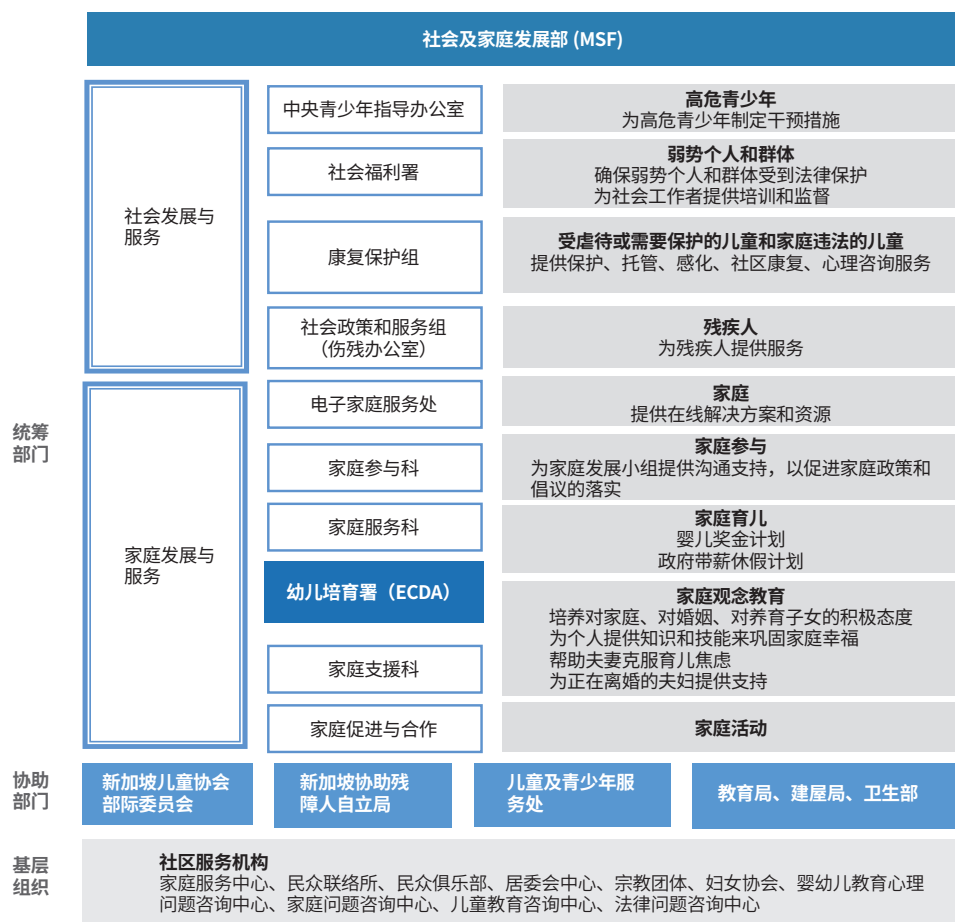 社会及家庭发展部 (MSF)
统筹
部门
社会发展与
服务
中央青少年指导办公室
高危青少年
为高危青少年制定干预措施
社会福利署
弱势个人和群体
确保弱势个人和群体受到法律保护
为社会工作者提供培训和监督
康复保护组
受虐待或需要保护的儿童和家庭违法的儿童
提供保护、托管、感化、社区康复、心理咨询服务
社会政策和服务组
（伤残办公室）
残疾人
为残疾人提供服务
家庭发展与
服务
电子家庭服务处
家庭
提供在线解决方案和资源
家庭参与科
家庭参与
为家庭发展小组提供沟通支持，以促进家庭政策和
倡议的落实
家庭服务科
家庭育儿
婴儿奖金计划
政府带薪休假计划
幼儿培育署（ECDA）
家庭观念教育
培养对家庭、对婚姻、对养育子女的积极态度
为个人提供知识和技能来巩固家庭幸福
帮助夫妻克服育儿焦虑
为正在离婚的夫妇提供支持
家庭支援科
家庭促进与合作
家庭活动
协助
部门
新加坡儿童协会
部际委员会
新加坡协助残
障人自立局
儿童及青少年服
务处
教育局、建屋局、卫生部
基层
组织
社区服务机构
家庭服务中心、民众联络所、民众俱乐部、居委会中心、宗教团体、妇女协会、婴幼儿教育心理
问题咨询中心、家庭问题咨询中心、儿童教育咨询中心、法律问题咨询中心